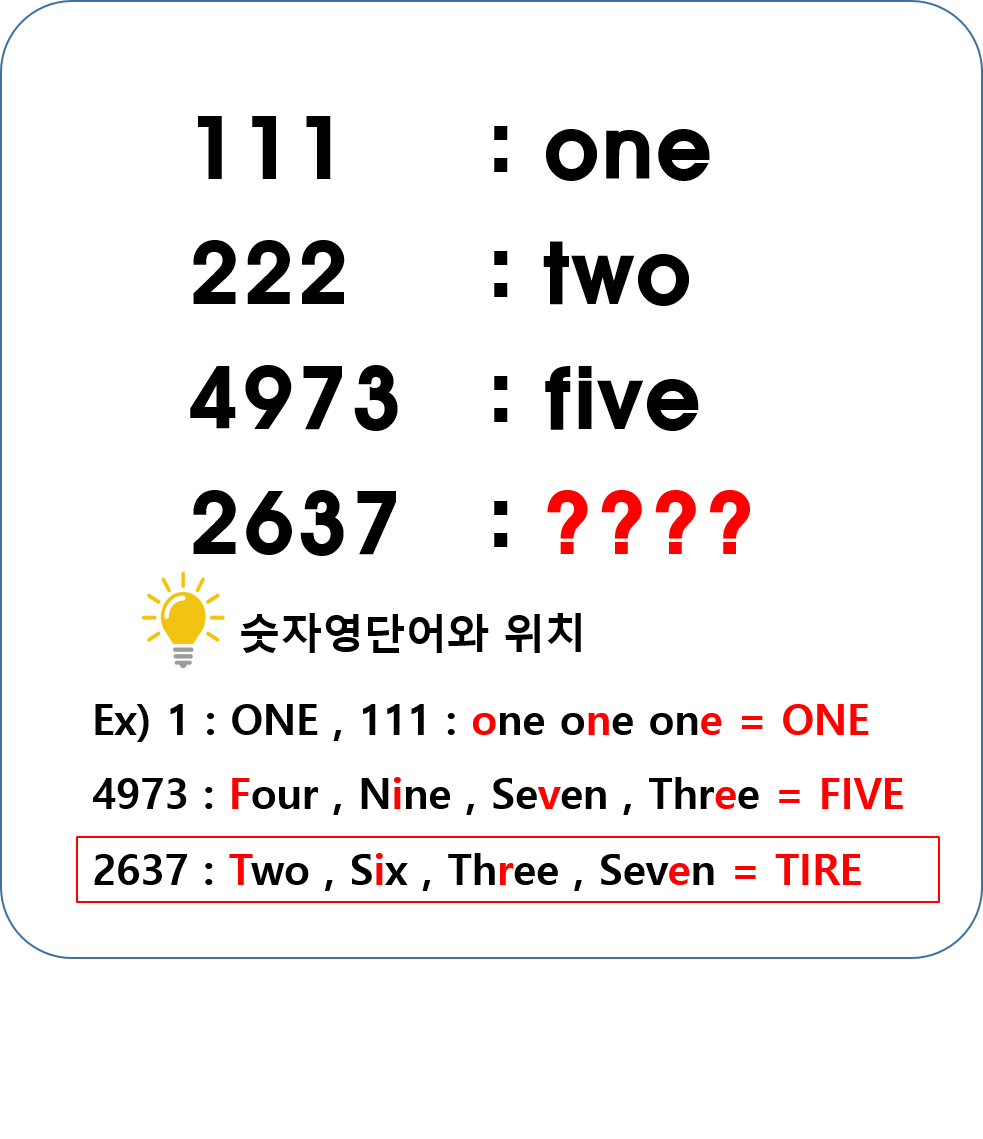 111 : one
222 : two
4973 : five
2637 : ????
숫자영단어와 위치
Ex) 1 : ONE , 111 : one one one = ONE
4973 : Four , Nine , Seven , Three = FIVE
2637 : Two , Six , Three , Seven = TIRE